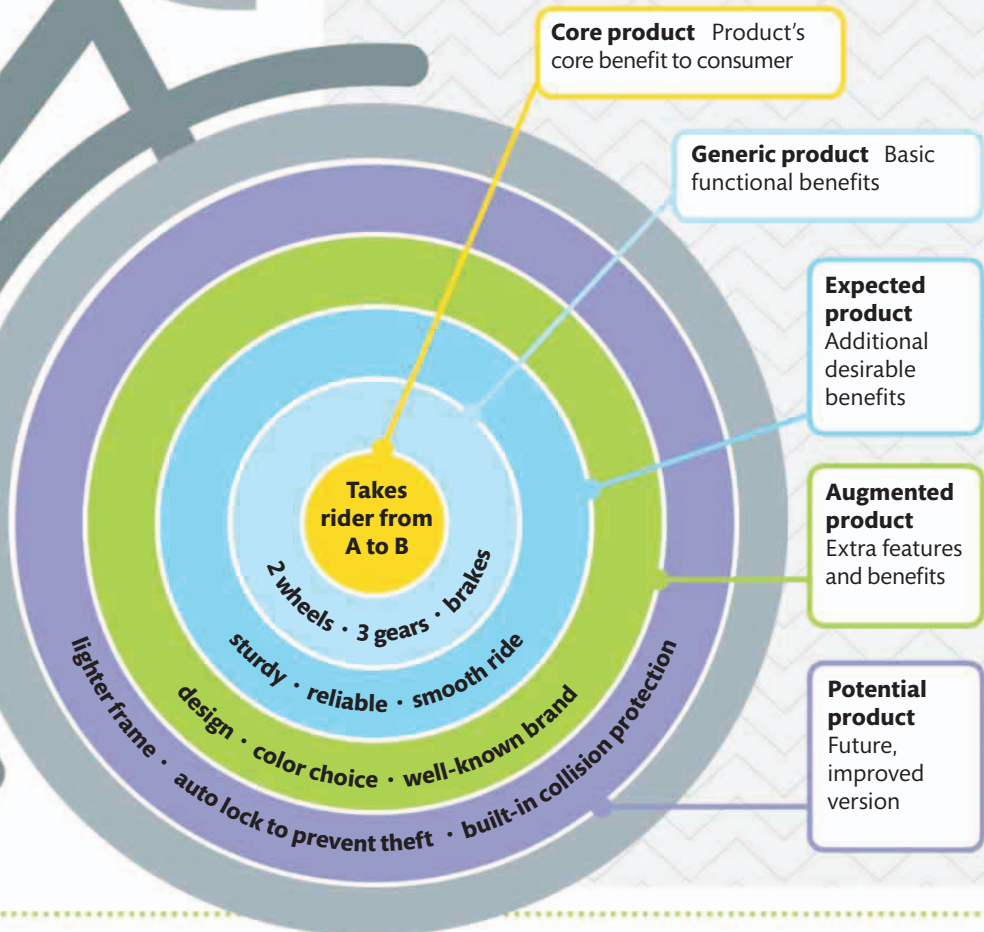 Core product Product's
core benefit to consumer
Generic product Basic
functional benefits
Expected
product
Additional
desirable
benefits
Augmented
product
Extra features
and benefits
Potential
product
Future,
improved
version
Takes
rider from
A to B
2 wheels · 3 gears · brakes
sturdy · reliable · smooth ride
design · color choice · well-known brand
lighter frame · auto lock to prevent theft · built-in collision protection